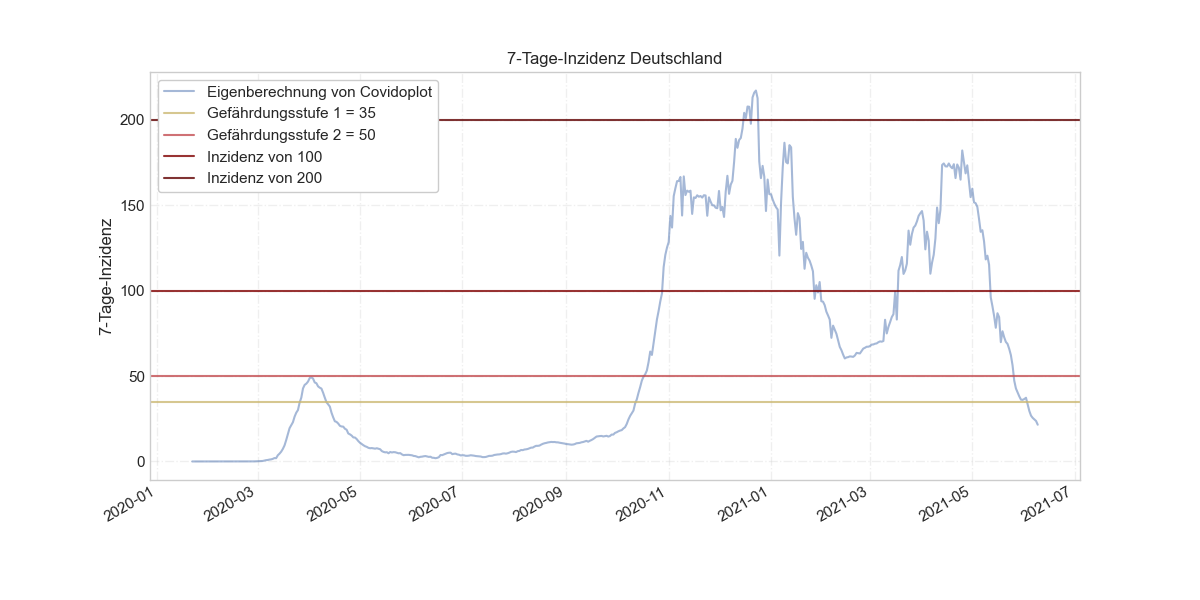 7-Tage-Inzidenz Deutschland
Eigenberechnung von Covidoplot
Gefährdungsstufe 1 = 35
Gefährdungsstufe 2 = 50
Inzidenz von 100
Inzidenz von 200
7-Tage-Inzidenz
200
150
100
50
0
2020-01
2020-03
2020-05
2020-07
2020-09
2020-11
2021-01
2021-03
2021-05
2021-07